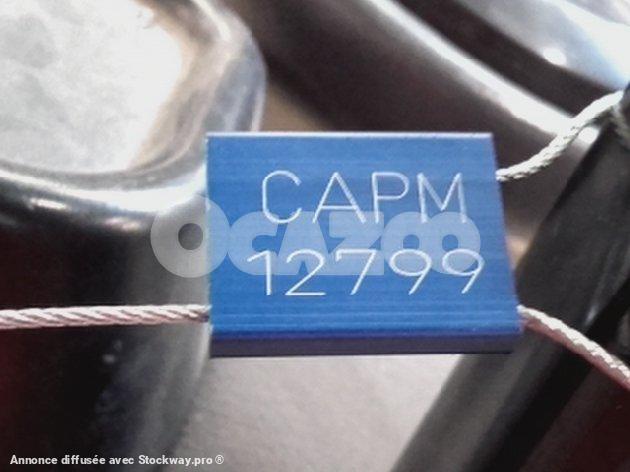 CAPM
OCAZOO
12799
Annonce diffusée avec Stockway.pro®